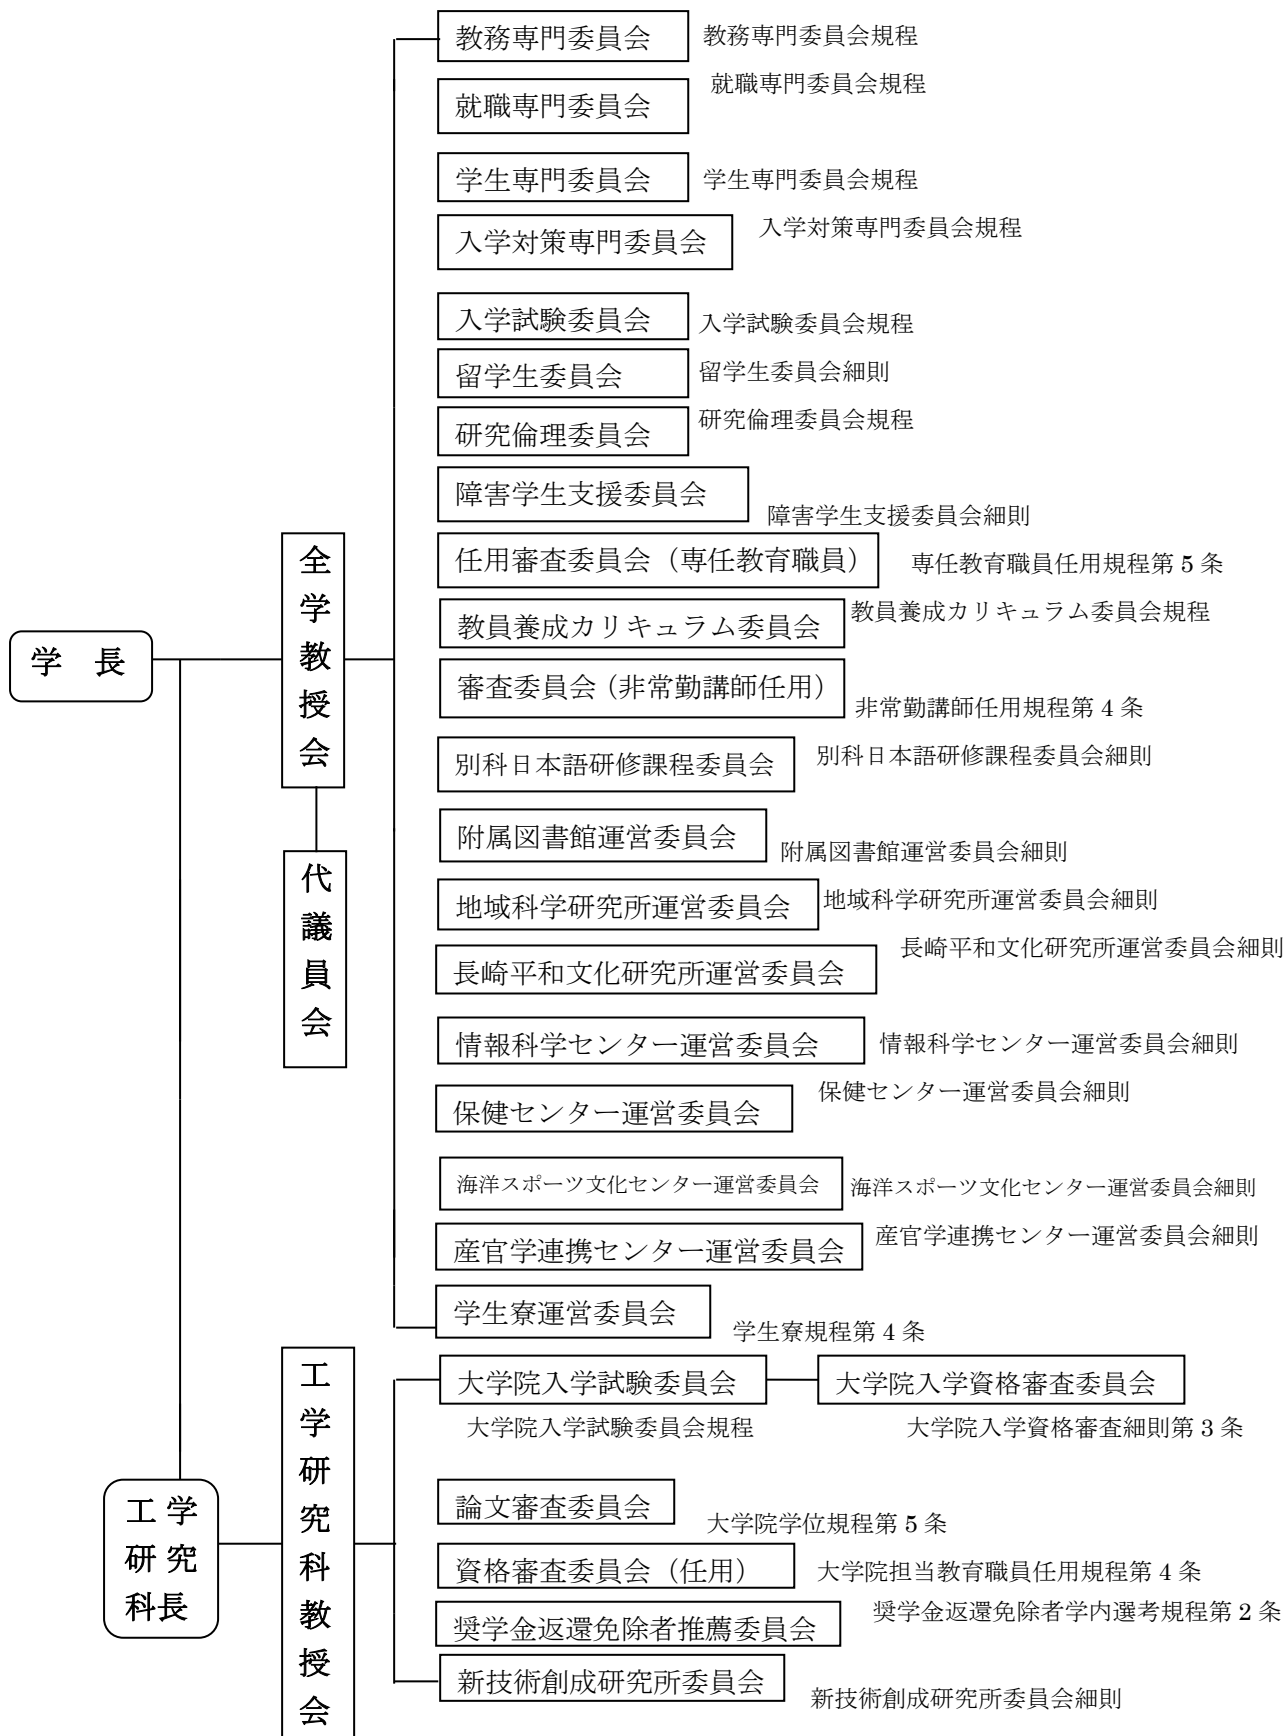 教務専門委員会 教務専門委員会規程
就職専門委員会 就職専門委員会規程
学生専門委員会 学生専門委員会規程
入学対策専門委員会 入学対策専門委員会規程
入学試験委員会 入学試験委員会規程
留学生委員会 留学生委員会細則
研究倫理委員会 研究倫理委員会規程
障害学生支援委員会 障害学生支援委員会細則
任用審査委員会（専任教育職員） 専任教育職員任用規程第 5 条
教員養成カリキュラム委員会 教員養成カリキュラム委員会規程
審査委員会（非常勤講師任用） 非常勤講師任用規程第 4 条
別科日本語研修課程委員会 別科日本語研修課程委員会細則
附属図書館運営委員会 附属図書館運営委員会細則
地域科学研究所運営委員会 地域科学研究所運営委員会細則
長崎平和文化研究所運営委員会 長崎平和文化研究所運営委員会細則
情報科学センター運営委員会 情報科学センター運営委員会細則
保健センター運営委員会 保健センター運営委員会細則
海洋スポーツ文化センター運営委員会 海洋スポーツ文化センター運営委員会細則
産官学連携センター運営委員会 産官学連携センター運営委員会細則
学生寮運営委員会 学生寮規程第 4 条
学　長
全学教授会
代議員会
大学院入学試験委員会 大学院入学資格審査委員会
大学院入学試験委員会規程 大学院入学資格審査細則第 3 条
論文審査委員会 大学院学位規程第 5 条
資格審査委員会（任用） 大学院担当教育職員任用規程第 4 条
奨学金返還免除者推薦委員会 奨学金返還免除者学内選考規程第 2 条
新技術創成研究所委員会 新技術創成研究所委員会細則
工学
研究
科長
工学研究科教授会